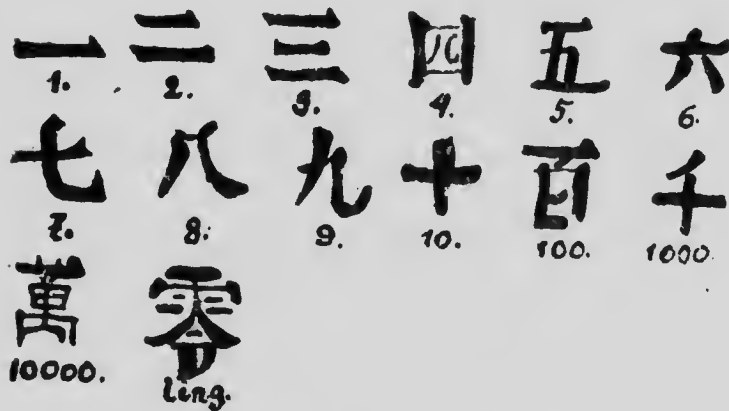 一 二 三 四 五 六
1. 2. 3. 4. 5. 6.
七 八 九 十 百 千
7. 8. 9. 10. 100. 1000.
萬 零
10000. ling.